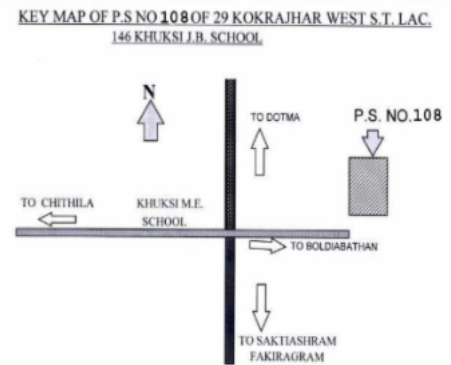 KEY MAP OF P.S NO 108 OF 29 KOKRAJHAR WEST S.T. LAC.
146 KHUKSI J.B. SCHOOL
N
TO DOTMA
P.S. NO.108
TO CHITHILA
KHUKSI M.E.
SCHOOL
TO BOLDIABATHAN
TO SAKTIASHRAM
FAKIRAGRAM